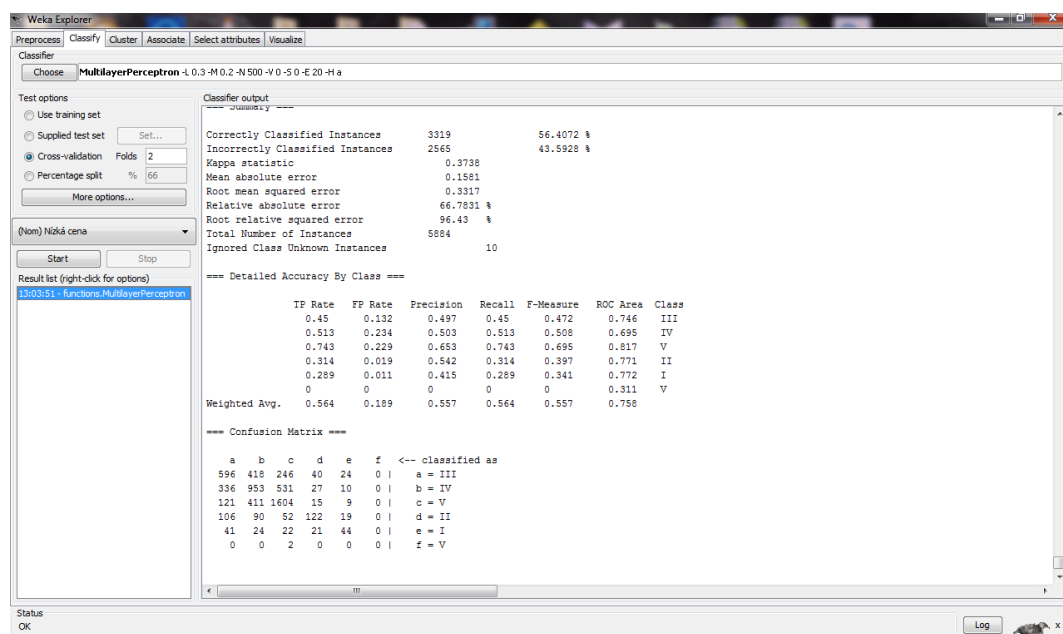 Weka Explorer
Preprocess Classify Cluster Associate Select attributes Visualize
Classifier
Choose MultilayerPerceptron -L 0.3 -M 0.2 -N 500 -V 0 -S 0 -E 20 -H a
Test options
Use training set
Supplied test set Set...
Cross-validation Folds 2
Percentage split % 66
More options...
(Nom) Nízká cena
Start Stop
Result list (right-click for options)
13:03:51 - functions.MultilayerPerceptron
Classifier output
=== Summary ===
Correctly Classified Instances 3319 56.4072 %
Incorrectly Classified Instances 2565 43.5928 %
Kappa statistic 0.3738
Mean absolute error 0.1581
Root mean squared error 0.3317
Relative absolute error 66.7831 %
Root relative squared error 96.43 %
Total Number of Instances 5884
Ignored Class Unknown Instances 10
=== Detailed Accuracy By Class ===
TP Rate FP Rate Precision Recall F-Measure ROC Area Class
0.45 0.132 0.497 0.45 0.472 0.746 III
0.513 0.234 0.503 0.513 0.508 0.695 IV
0.743 0.229 0.653 0.743 0.695 0.817 V
0.314 0.019 0.542 0.314 0.397 0.771 II
0.289 0.011 0.415 0.289 0.341 0.772 I
0 0 0 0 0 0.311 V
Weighted Avg. 0.564 0.189 0.557 0.564 0.557 0.758
=== Confusion Matrix ===
a b c d e f <-- classified as
596 418 246 40 24 0 | a = III
336 953 531 27 10 0 | b = IV
121 411 1604 15 9 0 | c = V
106 90 52 122 19 0 | d = II
41 24 22 21 44 0 | e = I
0 0 2 0 0 0 | f = V
Status
OK
Log
x 0